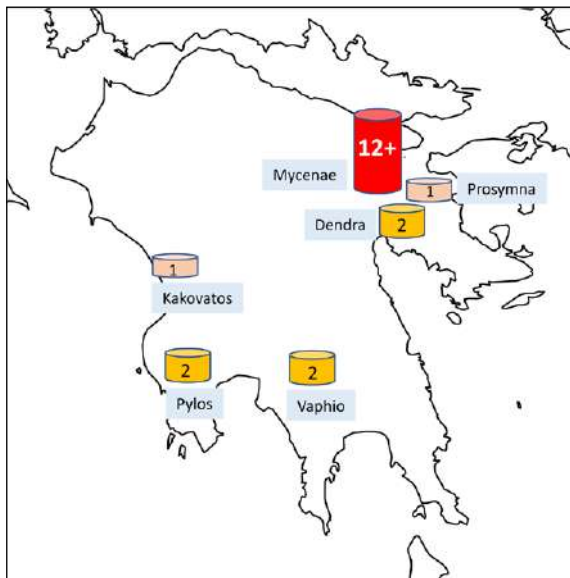 12+
Mycenae
1
Prosymna
Dendra
2
1
Kakovatos
2
Pylos
2
Vaphio